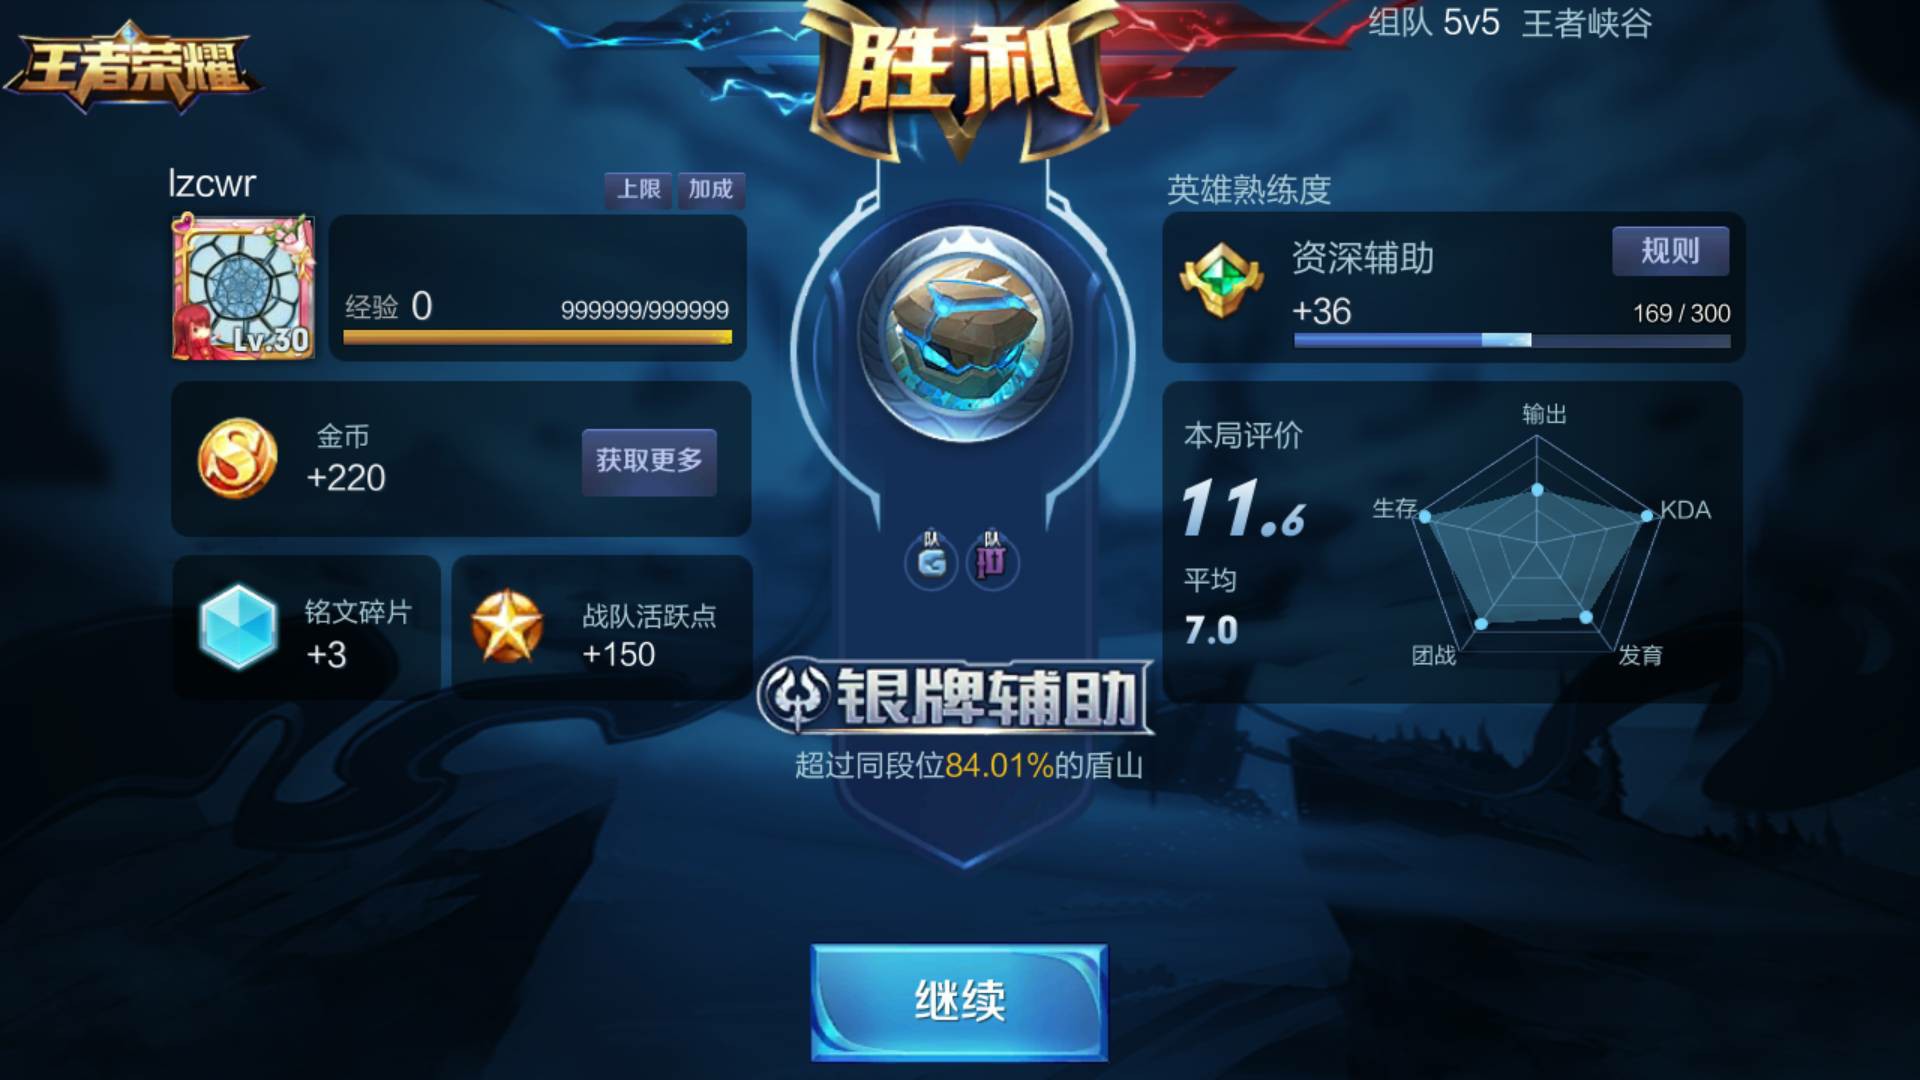 王者荣耀
胜利
组队 5v5 王者峡谷
lzcwr
上限
加成
Lv.30
经验 0
999999/999999
金币
+220
获取更多
铭文碎片
+3
战队活跃点
+150
队
G
队
银牌辅助
超过同段位84.01%的盾山
继续
英雄熟练度
资深辅助
规则
+36
169 / 300
本局评价
11.6
平均
7.0
输出
生存
KDA
团战
发育